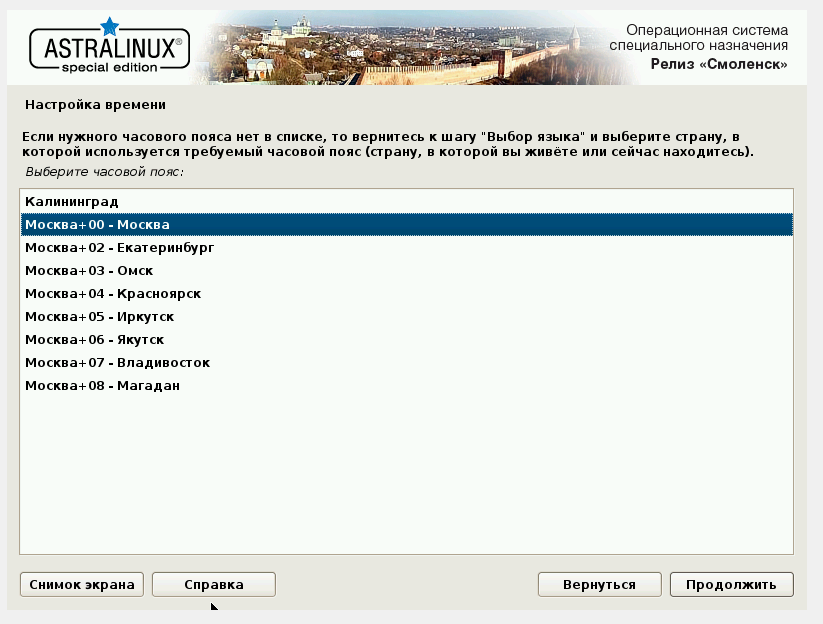 ASTRALINUX®
special edition
Операционная система
специального назначения
Релиз «Смоленск»
Настройка времени
Если нужного часового пояса нет в списке, то вернитесь к шагу "Выбор языка" и выберите страну, в
которой используется требуемый часовой пояс (страну, в которой вы живёте или сейчас находитесь).
Выберите часовой пояс:
Калининград
Москва+00 - Москва
Москва+02 - Екатеринбург
Москва+03 - Омск
Москва+04 - Красноярск
Москва+05 - Иркутск
Москва+06 - Якутск
Москва+07 - Владивосток
Москва+08 - Магадан
Снимок экрана
Справка
Вернуться
Продолжить